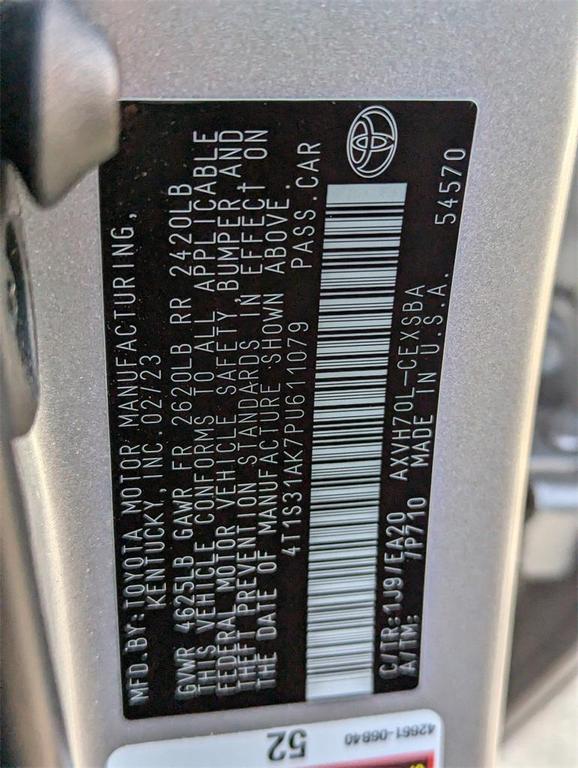 MFD.BY:TOYOTA MOTOR MANUFACTURING,
KENTUCKY, INC. 02/23
GVWR 4625LB GAWR FR 2620LB RR 2420LB
THIS VEHICLE CONFORMS TO ALL APPLICABLE
FEDERAL MOTOR VEHICLE SAFETY, BUMPER AND
THEFT PREVENTION STANDARDS IN EFFECT ON
THE DATE OF MANUFACTURE SHOWN ABOVE.
4T1S31AK7PU611079 PASS.CAR
C/TR:1J9/EA20 AXVH70L-CEXSBA
A/TM: 7P710 MADE IN U.S.A. 54570
52
42661-06B40